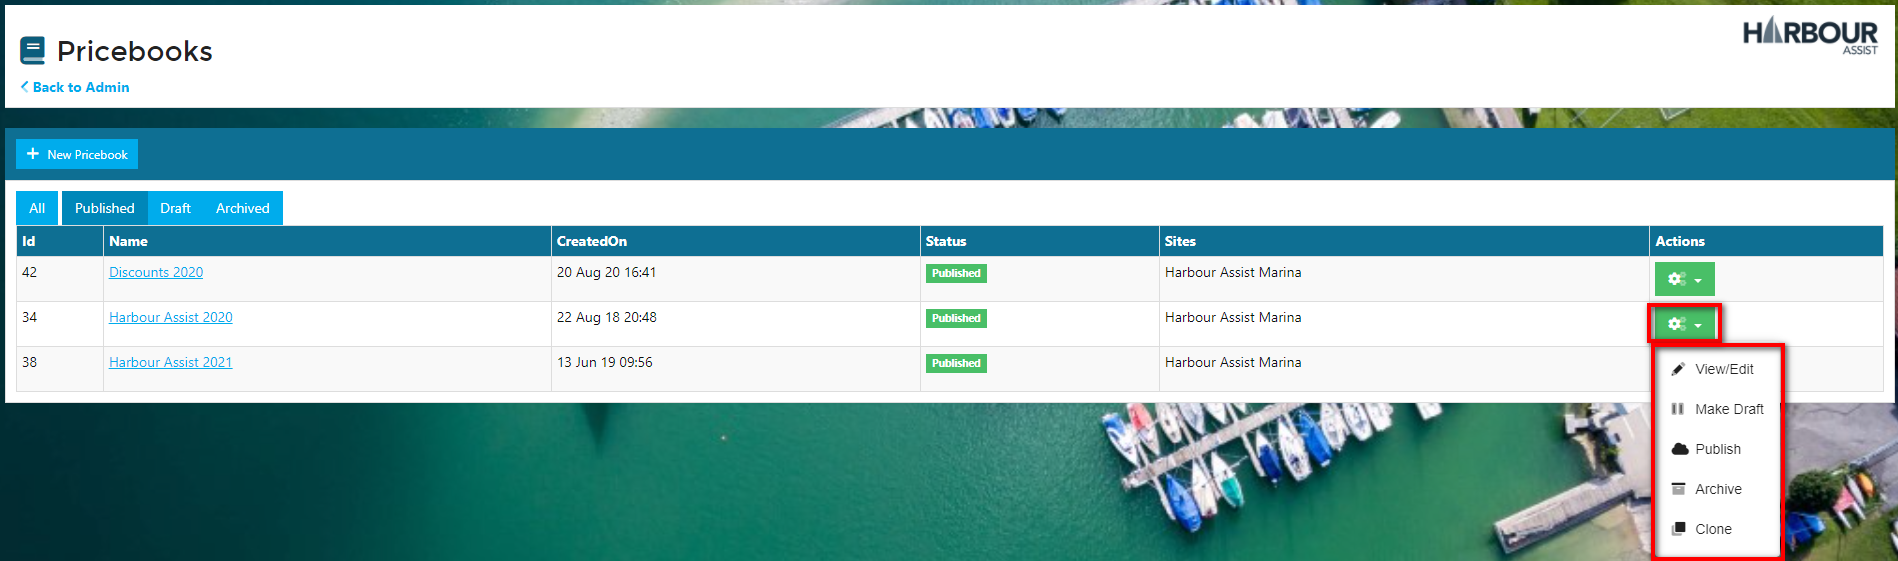 Pricebooks
HARBOUR
ASSIST
Back to Admin
New Pricebook
All Published Draft Archived
Id Name CreatedOn Status Sites Actions
42 Discounts 2020 20 Aug 20 16:41 Published Harbour Assist Marina
34 Harbour Assist 2020 22 Aug 18 20:48 Published Harbour Assist Marina
38 Harbour Assist 2021 13 Jun 19 09:56 Published Harbour Assist Marina
View/Edit
Make Draft
Publish
Archive
Clone